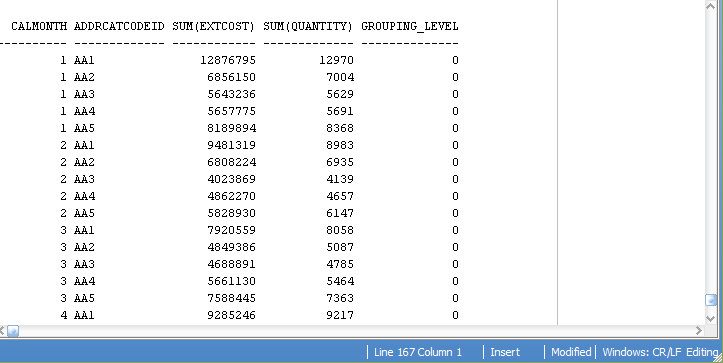 CALMONTH ADDRCATCODEID SUM(EXTCOST) SUM(QUANTITY) GROUPING_LEVEL
---------- --------------- ------------ ------------- --------------
1 AA1 12876795 12970 0
1 AA2 6856150 7004 0
1 AA3 5643236 5629 0
1 AA4 5657775 5691 0
1 AA5 8189894 8368 0
2 AA1 9481319 8983 0
2 AA2 6808224 6935 0
2 AA3 4023869 4139 0
2 AA4 4862270 4657 0
2 AA5 5828930 6147 0
3 AA1 7920559 8058 0
3 AA2 4849386 5087 0
3 AA3 4688891 4785 0
3 AA4 5661130 5464 0
3 AA5 7588445 7363 0
4 AA1 9285246 9217 0
Line 167 Column 1 Insert Modified Windows: CR/LF Editing